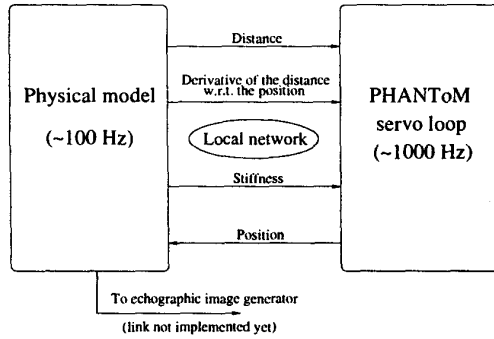 Distance
Derivative of the distance
w.r.t. the position
Physical model
(~100 Hz)
PHANToM
servo loop
(~1000 Hz)
Local network
Stiffness
Position
To echographic image generator
(link not implemented yet)